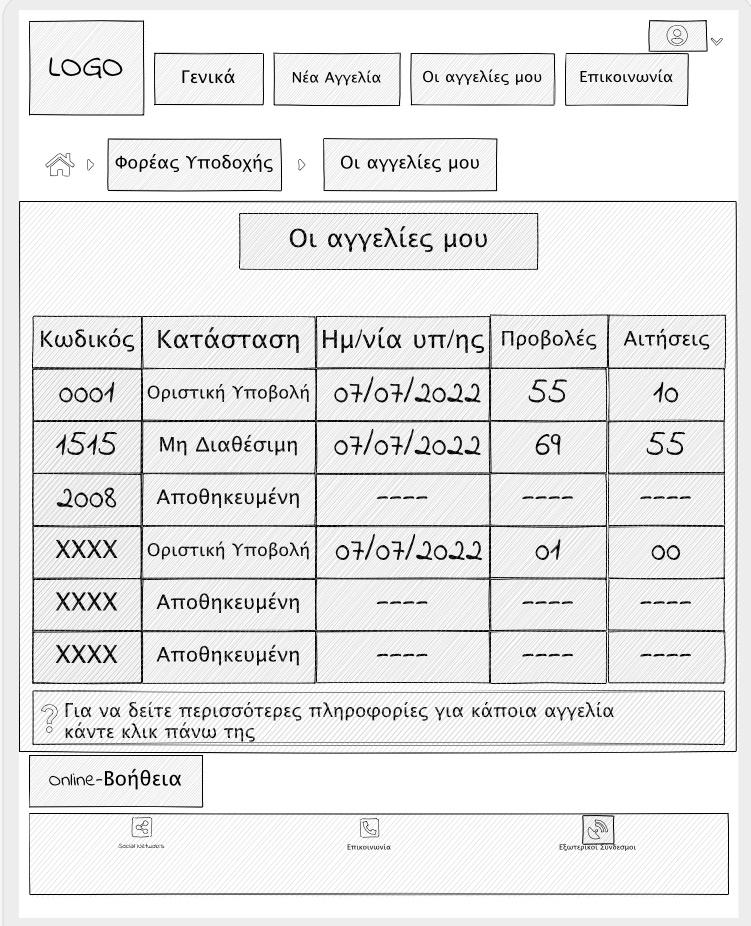 LOGO
Γενικά
Νέα Αγγελία
Οι αγγελίες μου
Επικοινωνία
Φορέας Υποδοχής
Οι αγγελίες μου
Οι αγγελίες μου
Κωδικός Κατάσταση Ημ/νία υπ/ης Προβολές Αιτήσεις
0001 Οριστική Υποβολή 07/07/2022 55 10
1515 Μη Διαθέσιμη 07/07/2022 69 55
2008 Αποθηκευμένη ---- ---- ----
XXXX Οριστική Υποβολή 07/07/2022 01 00
XXXX Αποθηκευμένη ---- ---- ----
XXXX Αποθηκευμένη ---- ---- ----
Για να δείτε περισσότερες πληροφορίες για κάποια αγγελία
κάντε κλικ πάνω της
online-Βοήθεια
Social Networks Επικοινωνία Εξωτερικοί Σύνδεσμοι